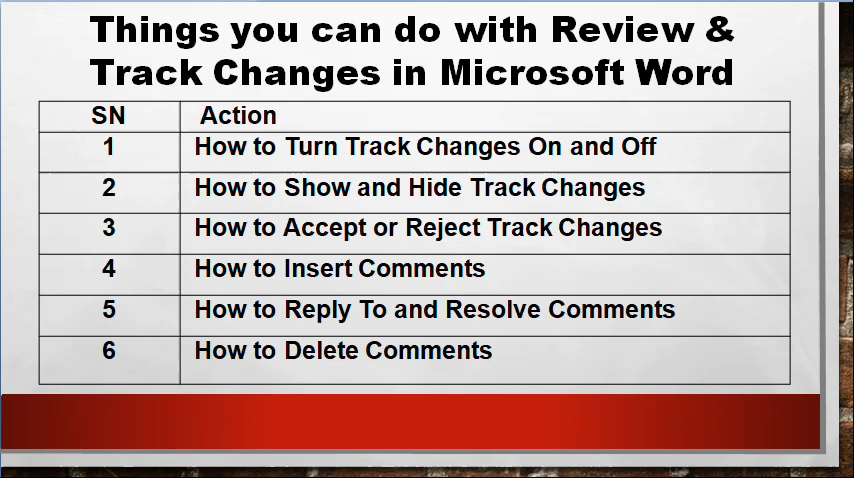 Things you can do with Review &
Track Changes in Microsoft Word
SN Action
1 How to Turn Track Changes On and Off
2 How to Show and Hide Track Changes
3 How to Accept or Reject Track Changes
4 How to Insert Comments
5 How to Reply To and Resolve Comments
6 How to Delete Comments